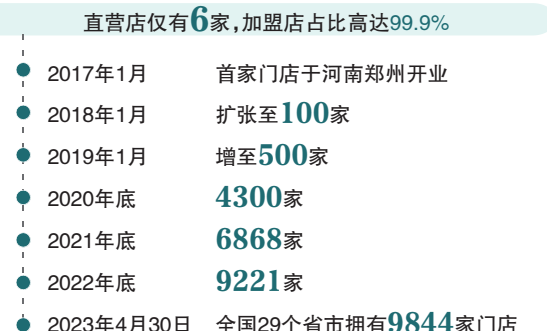 直营店仅有6家,加盟店占比高达99.9%
2017年1月 首家门店于河南郑州开业
2018年1月 扩张至100家
2019年1月 增至500家
2020年底 4300家
2021年底 6868家
2022年底 9221家
2023年4月30日 全国29个省市拥有9844家门店